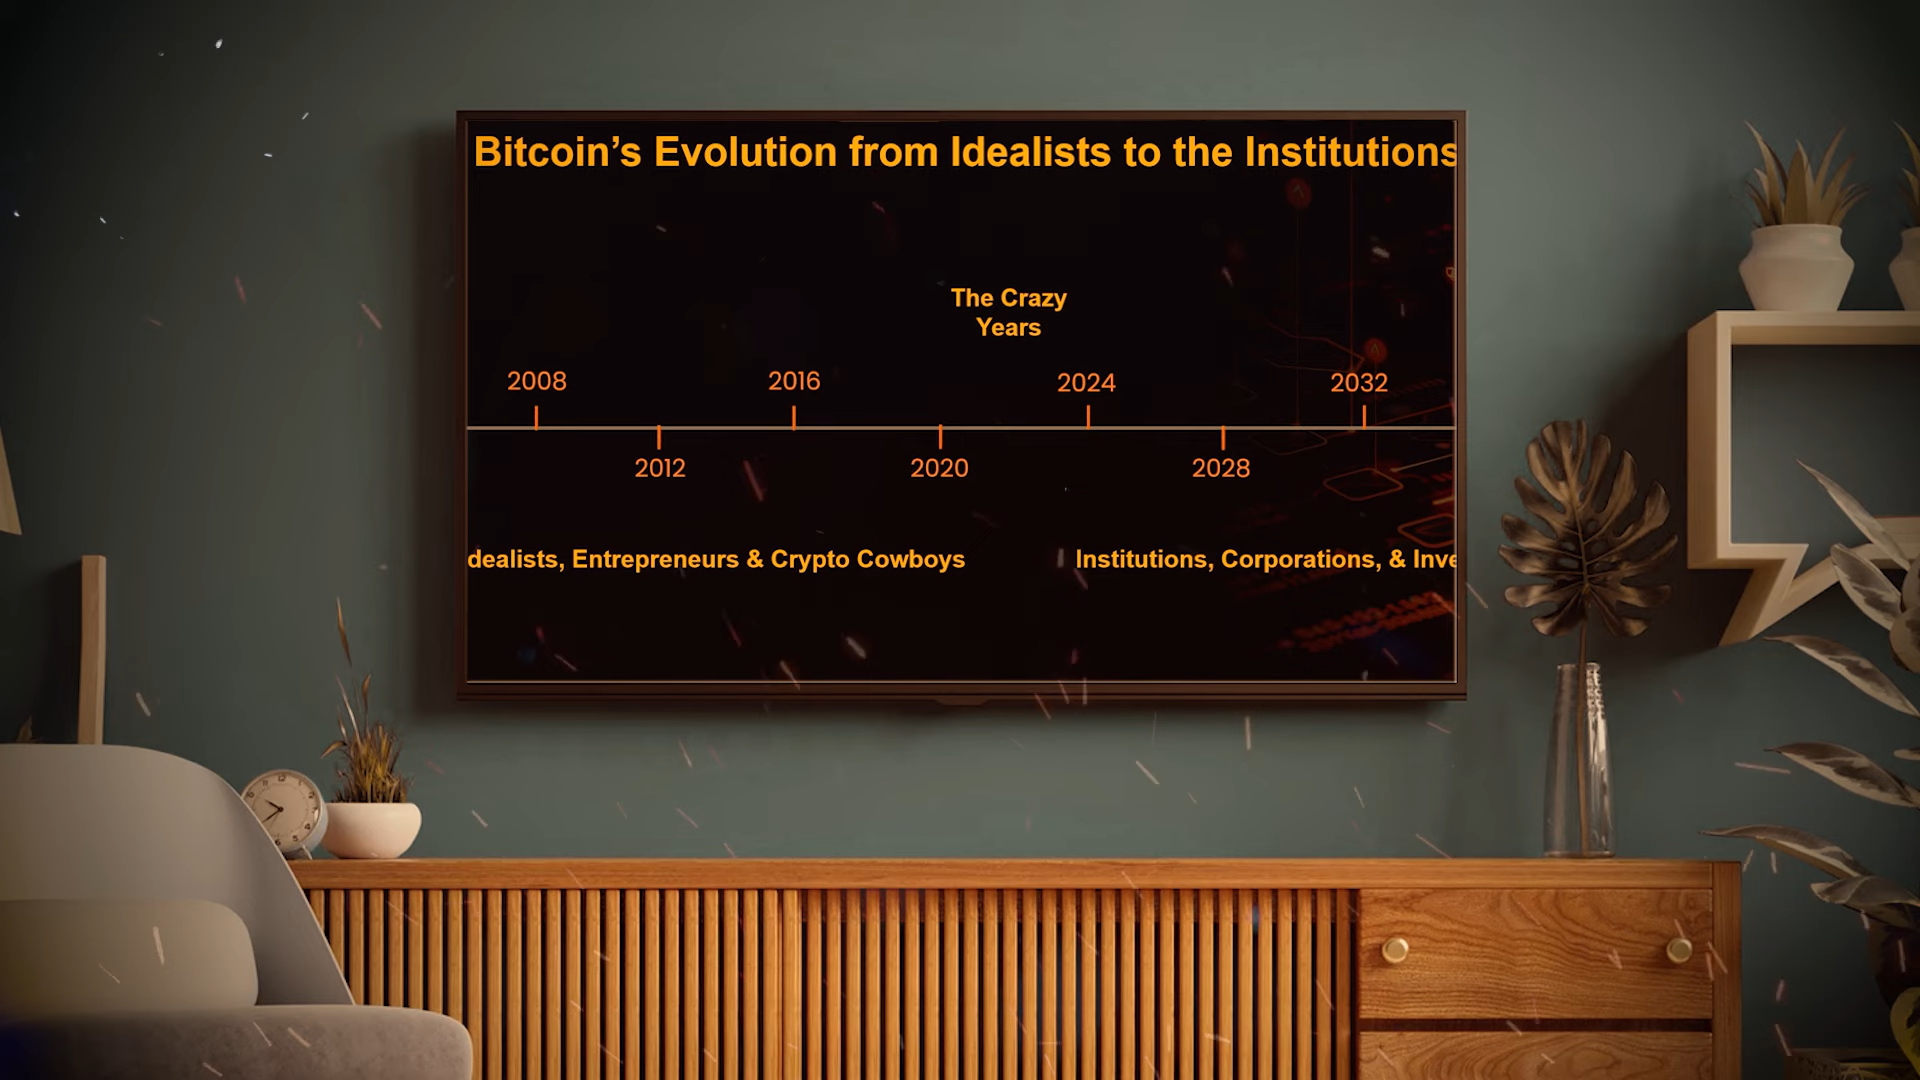 Bitcoin’s Evolution from Idealists to the Institutions
The Crazy
Years
2008
2016
2024
2032
2012
2020
2028
dealists, Entrepreneurs & Crypto Cowboys
Institutions, Corporations, & Inve